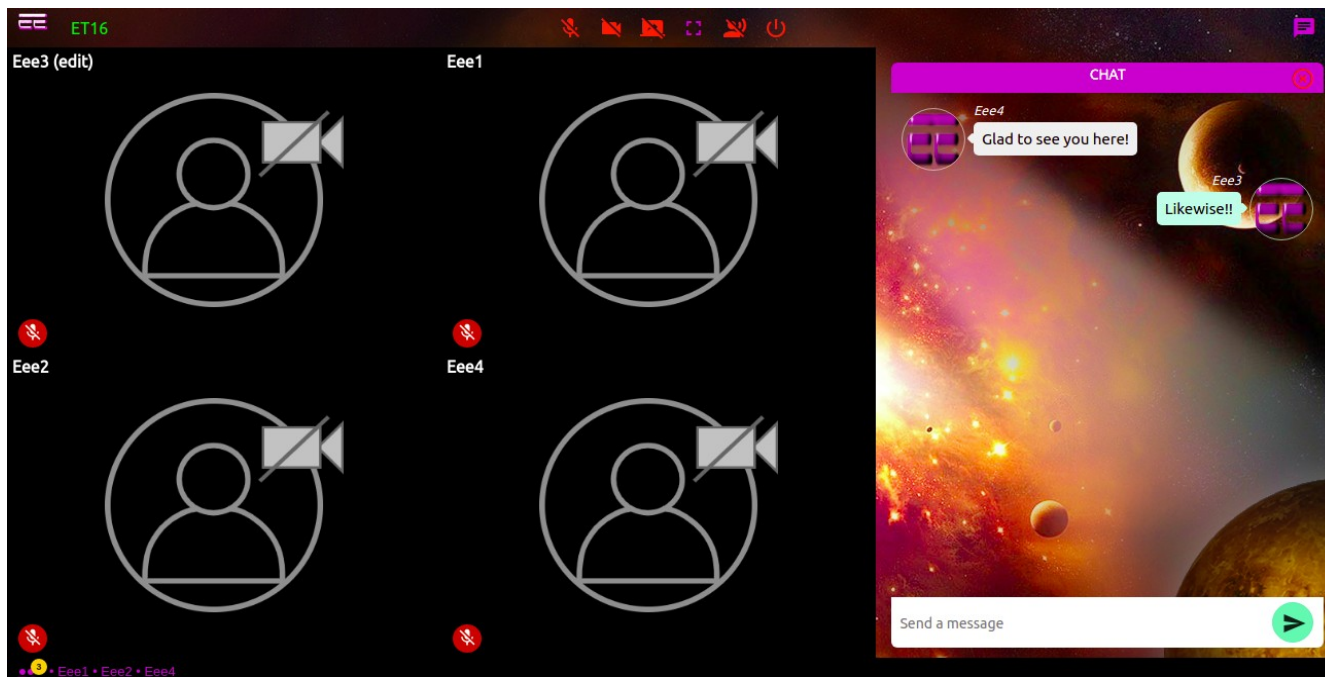 EE ET16
Eee3 (edit)
Eee1
Eee2
Eee4
CHAT
Eee4
Glad to see you here!
Eee3
Likewise!!
Send a message
3 • Eee1 • Eee2 • Eee4